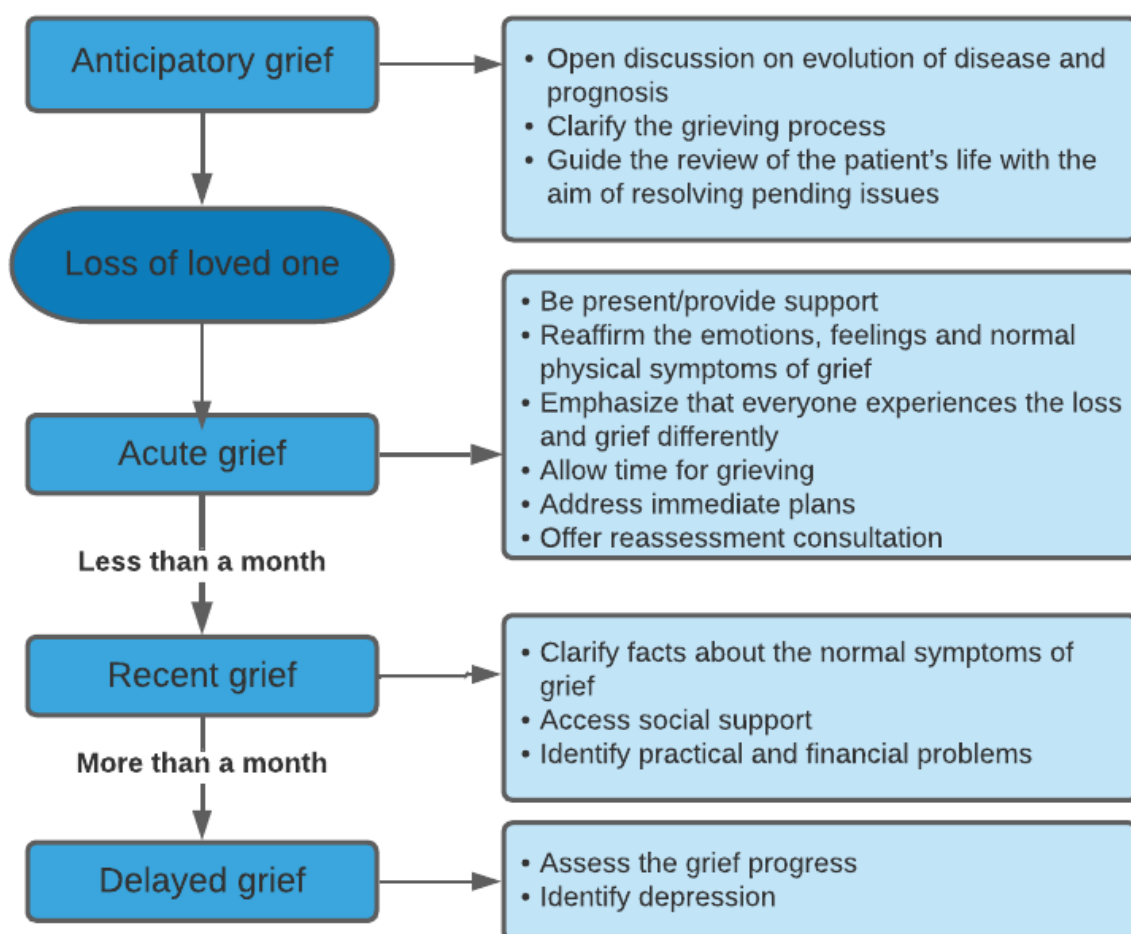 Anticipatory grief
• Open discussion on evolution of disease and
prognosis
• Clarify the grieving process
• Guide the review of the patient's life with the
aim of resolving pending issues
Loss of loved one
• Be present/provide support
• Reaffirm the emotions, feelings and normal
physical symptoms of grief
• Emphasize that everyone experiences the loss
and grief differently
• Allow time for grieving
• Address immediate plans
• Offer reassessment consultation
Acute grief
Less than a month
Recent grief
• Clarify facts about the normal symptoms of
grief
• Access social support
• Identify practical and financial problems
More than a month
Delayed grief
• Assess the grief progress
• Identify depression